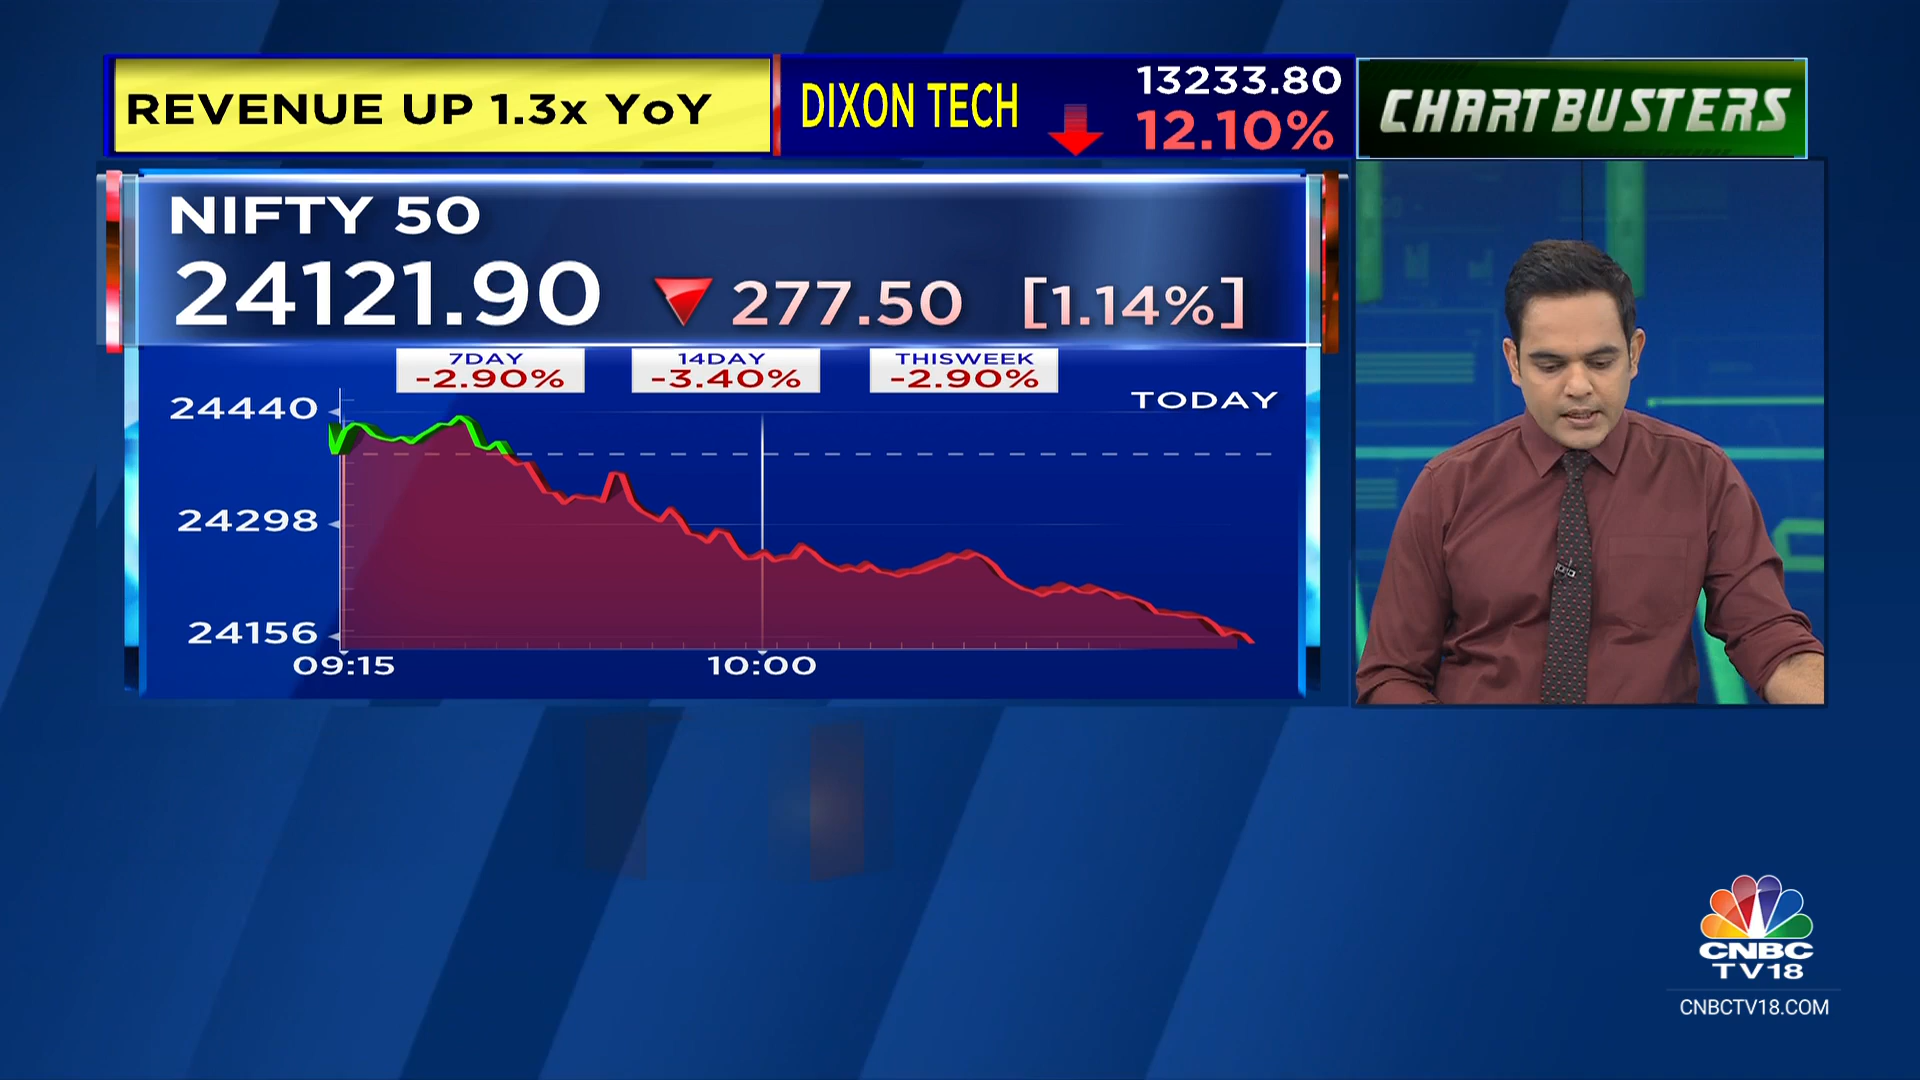 REVENUE UP 1.3x YoY
DIXON TECH
13233.80
12.10%
CHARTBUSTERS
NIFTY 50
24121.90 277.50 [1.14%]
7DAY
-2.90%
14DAY
-3.40%
THISWEEK
-2.90%
TODAY
24440
24298
24156
09:15
10:00
CNBC
TV18
CNBCTV18.COM